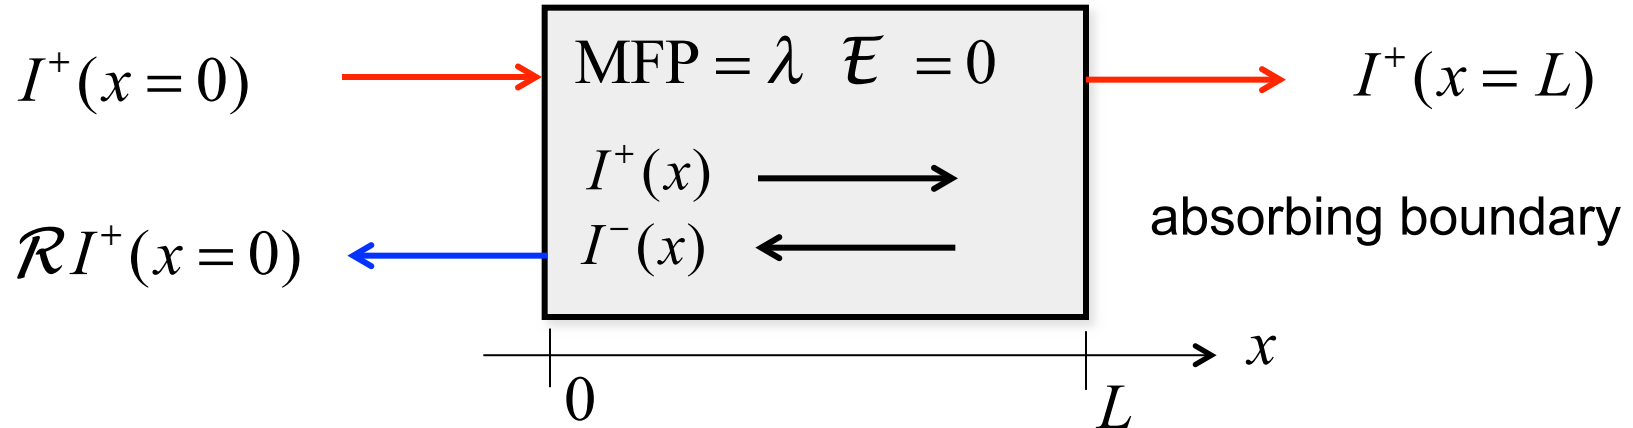 I⁺(x = 0)
MFP = λ ℰ = 0
I⁺(x = L)
I⁺(x)
I⁻(x)
absorbing boundary
ℛI⁺(x = 0)
x
0
L